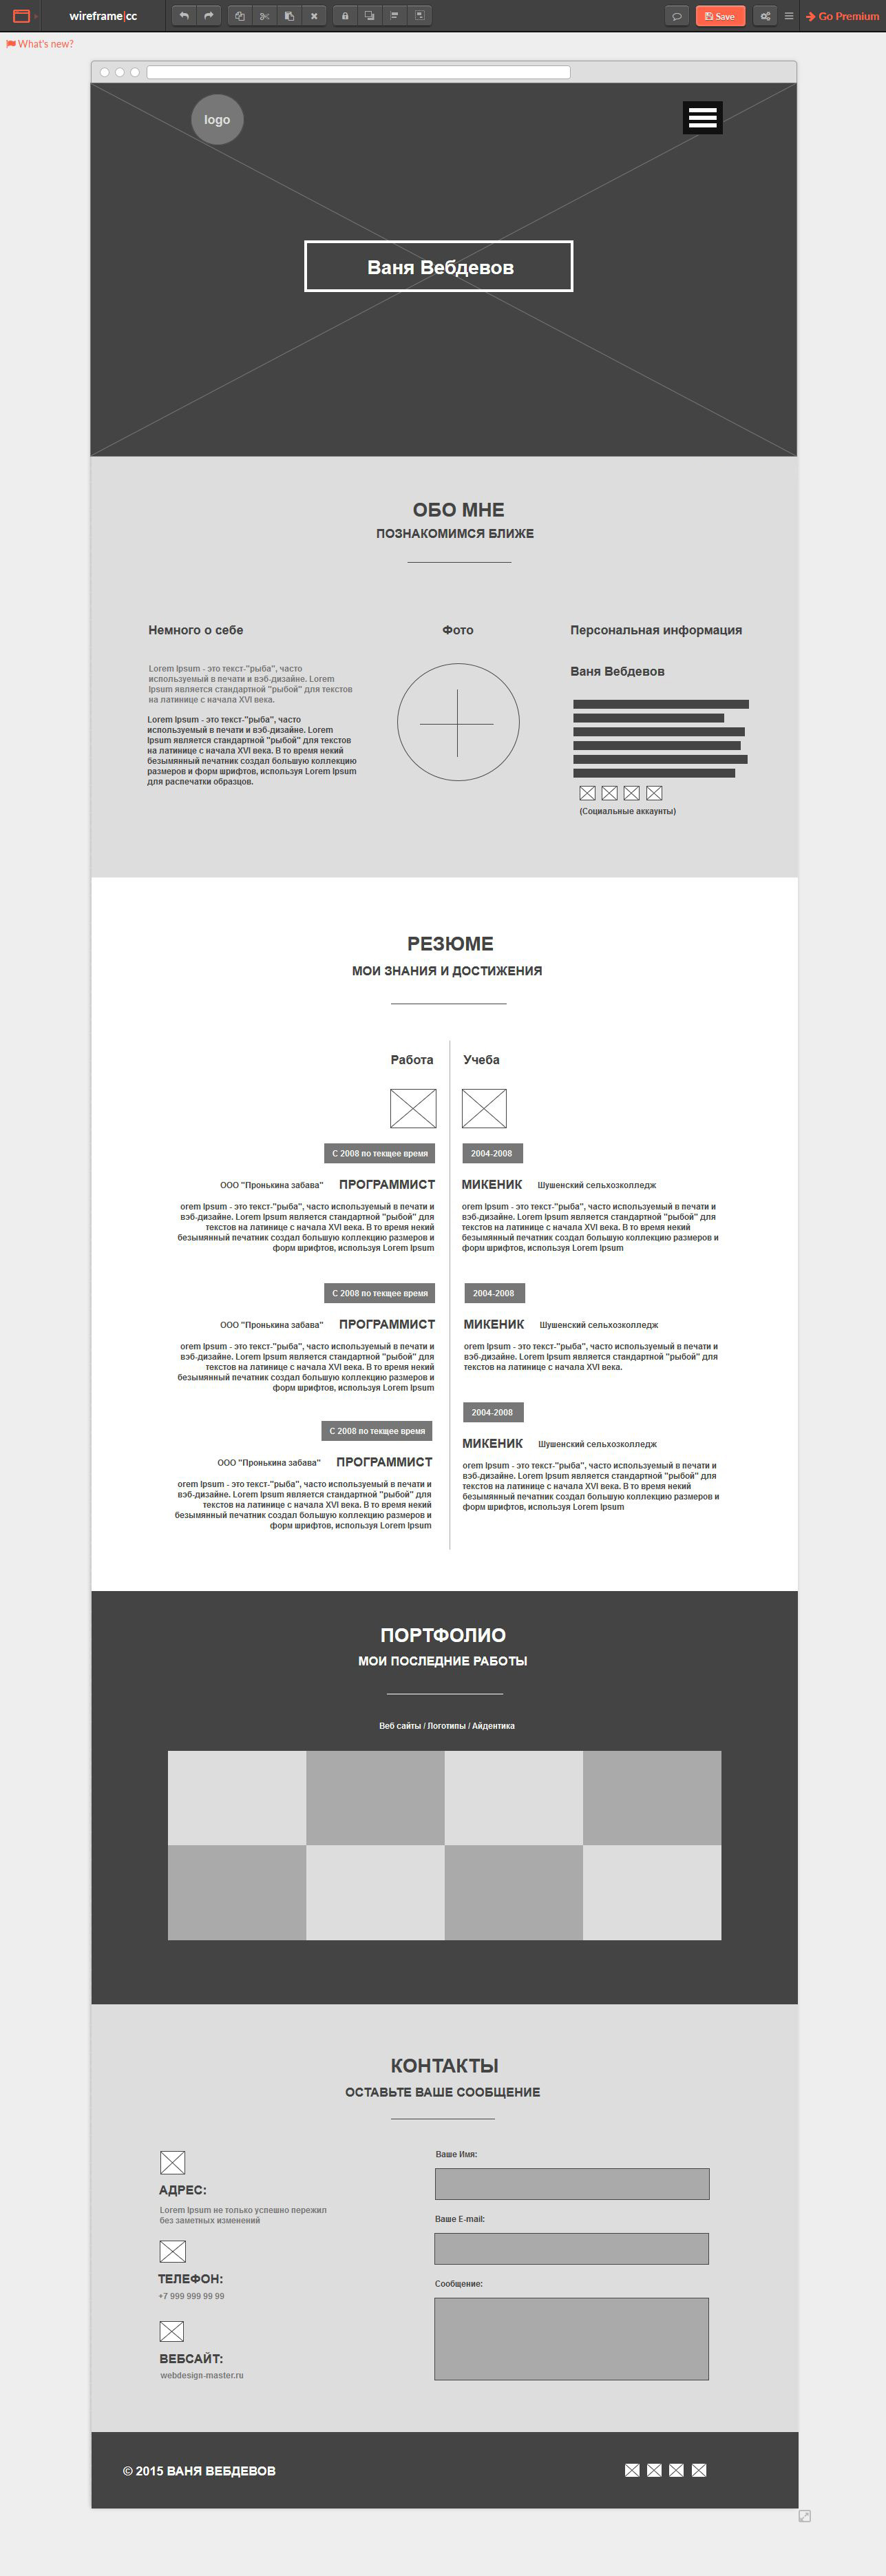 wireframe|cc
Save
Go Premium
What's new?
logo
Ваня Вебдевов
ОБО МНЕ
ПОЗНАКОМИМСЯ БЛИЖЕ
Немного о себе
Lorem Ipsum - это текст-"рыба", часто
используемый в печати и вэб-дизайне. Lorem
Ipsum является стандартной "рыбой" для текстов
на латинице с начала XVI века.
Lorem Ipsum - это текст-"рыба", часто
используемый в печати и вэб-дизайне. Lorem
Ipsum является стандартной "рыбой" для текстов
на латинице с начала XVI века. В то время некий
безымянный печатник создал большую коллекцию
размеров и форм шрифтов, используя Lorem Ipsum
для распечатки образцов.
Фото
Персональная информация
Ваня Вебдевов
(Социальные аккаунты)
РЕЗЮМЕ
МОИ ЗНАНИЯ И ДОСТИЖЕНИЯ
Работа
С 2008 по текщее время
ООО "Пронькина забава" ПРОГРАММИСТ
orem Ipsum - это текст-"рыба", часто используемый в печати и
вэб-дизайне. Lorem Ipsum является стандартной "рыбой" для
текстов на латинице с начала XVI века. В то время некий
безымянный печатник создал большую коллекцию размеров и
форм шрифтов, используя Lorem Ipsum
С 2008 по текщее время
ООО "Пронькина забава" ПРОГРАММИСТ
orem Ipsum - это текст-"рыба", часто используемый в печати и
вэб-дизайне. Lorem Ipsum является стандартной "рыбой" для
текстов на латинице с начала XVI века. В то время некий
безымянный печатник создал большую коллекцию размеров и
форм шрифтов, используя Lorem Ipsum
С 2008 по текщее время
ООО "Пронькина забава" ПРОГРАММИСТ
orem Ipsum - это текст-"рыба", часто используемый в печати и
вэб-дизайне. Lorem Ipsum является стандартной "рыбой" для
текстов на латинице с начала XVI века. В то время некий
безымянный печатник создал большую коллекцию размеров и
форм шрифтов, используя Lorem Ipsum
Учеба
2004-2008
МИКЕНИК Шушенский сельхозколледж
orem Ipsum - это текст-"рыба", часто используемый в печати и
вэб-дизайне. Lorem Ipsum является стандартной "рыбой" для
текстов на латинице с начала XVI века. В то время некий
безымянный печатник создал большую коллекцию размеров и
форм шрифтов, используя Lorem Ipsum
2004-2008
МИКЕНИК Шушенский сельхозколледж
orem Ipsum - это текст-"рыба", часто используемый в печати и
вэб-дизайне. Lorem Ipsum является стандартной "рыбой" для
текстов на латинице с начала XVI века.
2004-2008
МИКЕНИК Шушенский сельхозколледж
orem Ipsum - это текст-"рыба", часто используемый в печати и
вэб-дизайне. Lorem Ipsum является стандартной "рыбой" для
текстов на латинице с начала XVI века. В то время некий
безымянный печатник создал большую коллекцию размеров и
форм шрифтов, используя Lorem Ipsum
ПОРТФОЛИО
МОИ ПОСЛЕДНИЕ РАБОТЫ
Веб сайты / Логотипы / Айдентика
КОНТАКТЫ
ОСТАВЬТЕ ВАШЕ СООБЩЕНИЕ
АДРЕС:
Lorem Ipsum не только успешно пережил
без заметных изменений
ТЕЛЕФОН:
+7 999 999 99 99
ВЕБСАЙТ:
webdesign-master.ru
Ваше Имя:
Ваше E-mail:
Сообщение:
© 2015 ВАНЯ ВЕБДЕВОВ